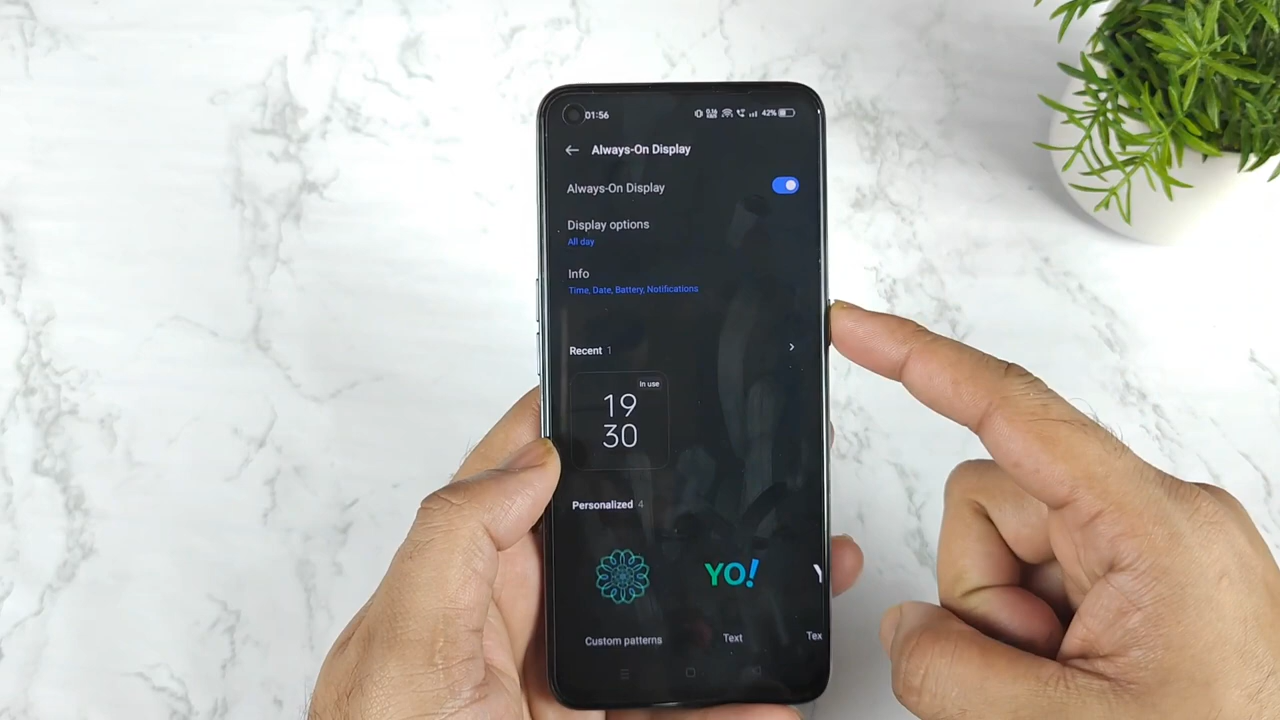 01:56
42%
Always-On Display
Always-On Display
Display options
All day
Info
Time, Date, Battery, Notifications
Recent 1
In use
19
30
Personalized 4
YO!
Custom patterns
Text
Tex